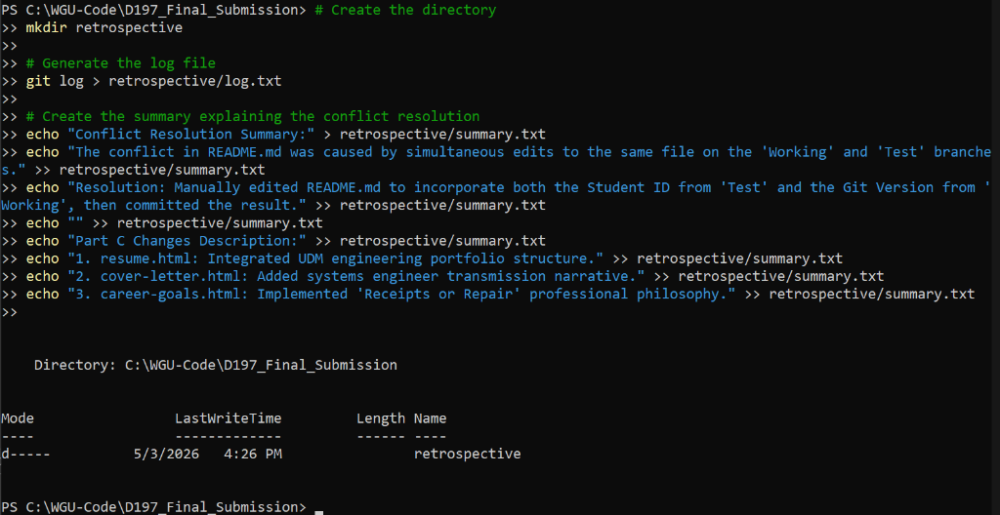 PS C:\WGU-Code\D197_Final_Submission> # Create the directory
>> mkdir retrospective
>>
>> # Generate the log file
>> git log > retrospective/log.txt
>>
>> # Create the summary explaining the conflict resolution
>> echo "Conflict Resolution Summary:" > retrospective/summary.txt
>> echo "The conflict in README.md was caused by simultaneous edits to the same file on the 'Working' and 'Test' branche
s." >> retrospective/summary.txt
>> echo "Resolution: Manually edited README.md to incorporate both the Student ID from 'Test' and the Git Version from '
Working', then committed the result." >> retrospective/summary.txt
>> echo "" >> retrospective/summary.txt
>> echo "Part C Changes Description:" >> retrospective/summary.txt
>> echo "1. resume.html: Integrated UDM engineering portfolio structure." >> retrospective/summary.txt
>> echo "2. cover-letter.html: Added systems engineer transmission narrative." >> retrospective/summary.txt
>> echo "3. career-goals.html: Implemented 'Receipts or Repair' professional philosophy." >> retrospective/summary.txt
>>
Directory: C:\WGU-Code\D197_Final_Submission
Mode LastWriteTime Length Name
---- ------------- ------ ----
d----- 5/3/2026 4:26 PM retrospective
PS C:\WGU-Code\D197_Final_Submission>